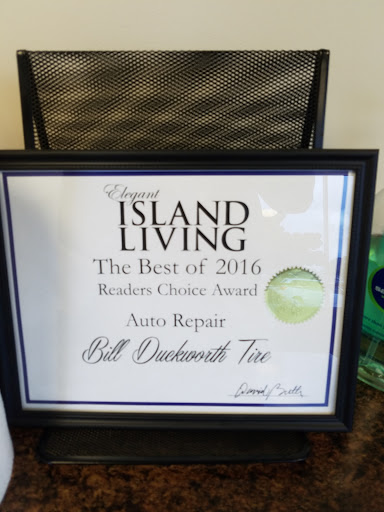 Elegant
ISLAND
LIVING
The Best of 2016
Readers Choice Award
Auto Repair
Bill Duckworth Tire